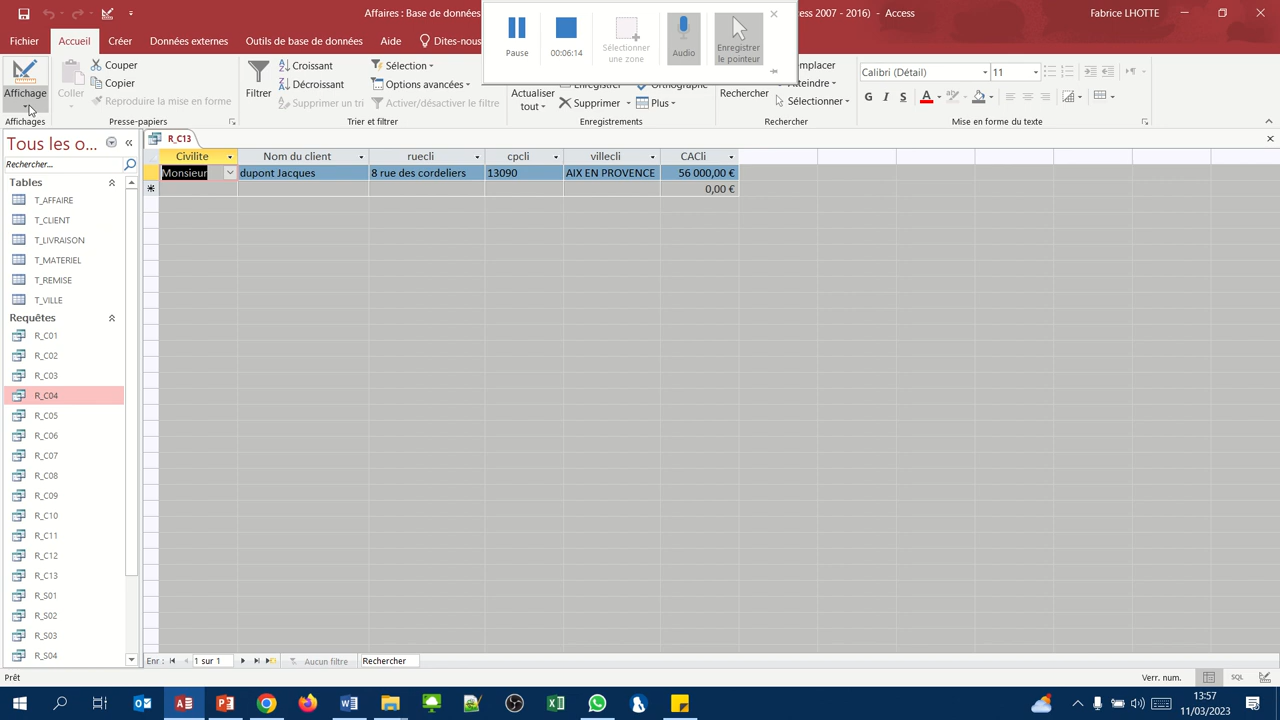 Affaires : Base de données
cess 2007 - 2016) - Access
Fabrice LHOTTE
Fichier
Accueil
Créer
Données externes
Outils de base de données
Aide
Dites-nous
Pause
00:06:14
Sélectionner
une zone
Audio
Enregistrer
le pointeur
Affichage
Coller
Couper
Copier
Reproduire la mise en forme
Filtrer
Croissant
Décroissant
Supprimer un tri
Sélection
Options avancées
Activer/désactiver le filtre
Actualiser
tout
Enregistrer
Supprimer
Orthographe
Plus
Rechercher
Remplacer
Atteindre
Sélectionner
Calibri (Détail)
11
G I S
Affichages
Presse-papiers
Trier et filtrer
Enregistrements
Rechercher
Mise en forme du texte
Tous les o...
Rechercher...
Tables
T_AFFAIRE
T_CLIENT
T_LIVRAISON
T_MATERIEL
T_REMISE
T_VILLE
Requêtes
R_C01
R_C02
R_C03
R_C04
R_C05
R_C06
R_C07
R_C08
R_C09
R_C10
R_C11
R_C12
R_C13
R_S01
R_S02
R_S03
R_S04
R_C13
Civilite Nom du client ruecli cpcli villecli CACli
Monsieur dupont Jacques 8 rue des cordeliers 13090 AIX EN PROVENCE 56 000,00 €
0,00 €
Enr : 1 sur 1 Aucun filtre Rechercher
Prêt
Verr. num.
SQL
13:57
11/03/2023